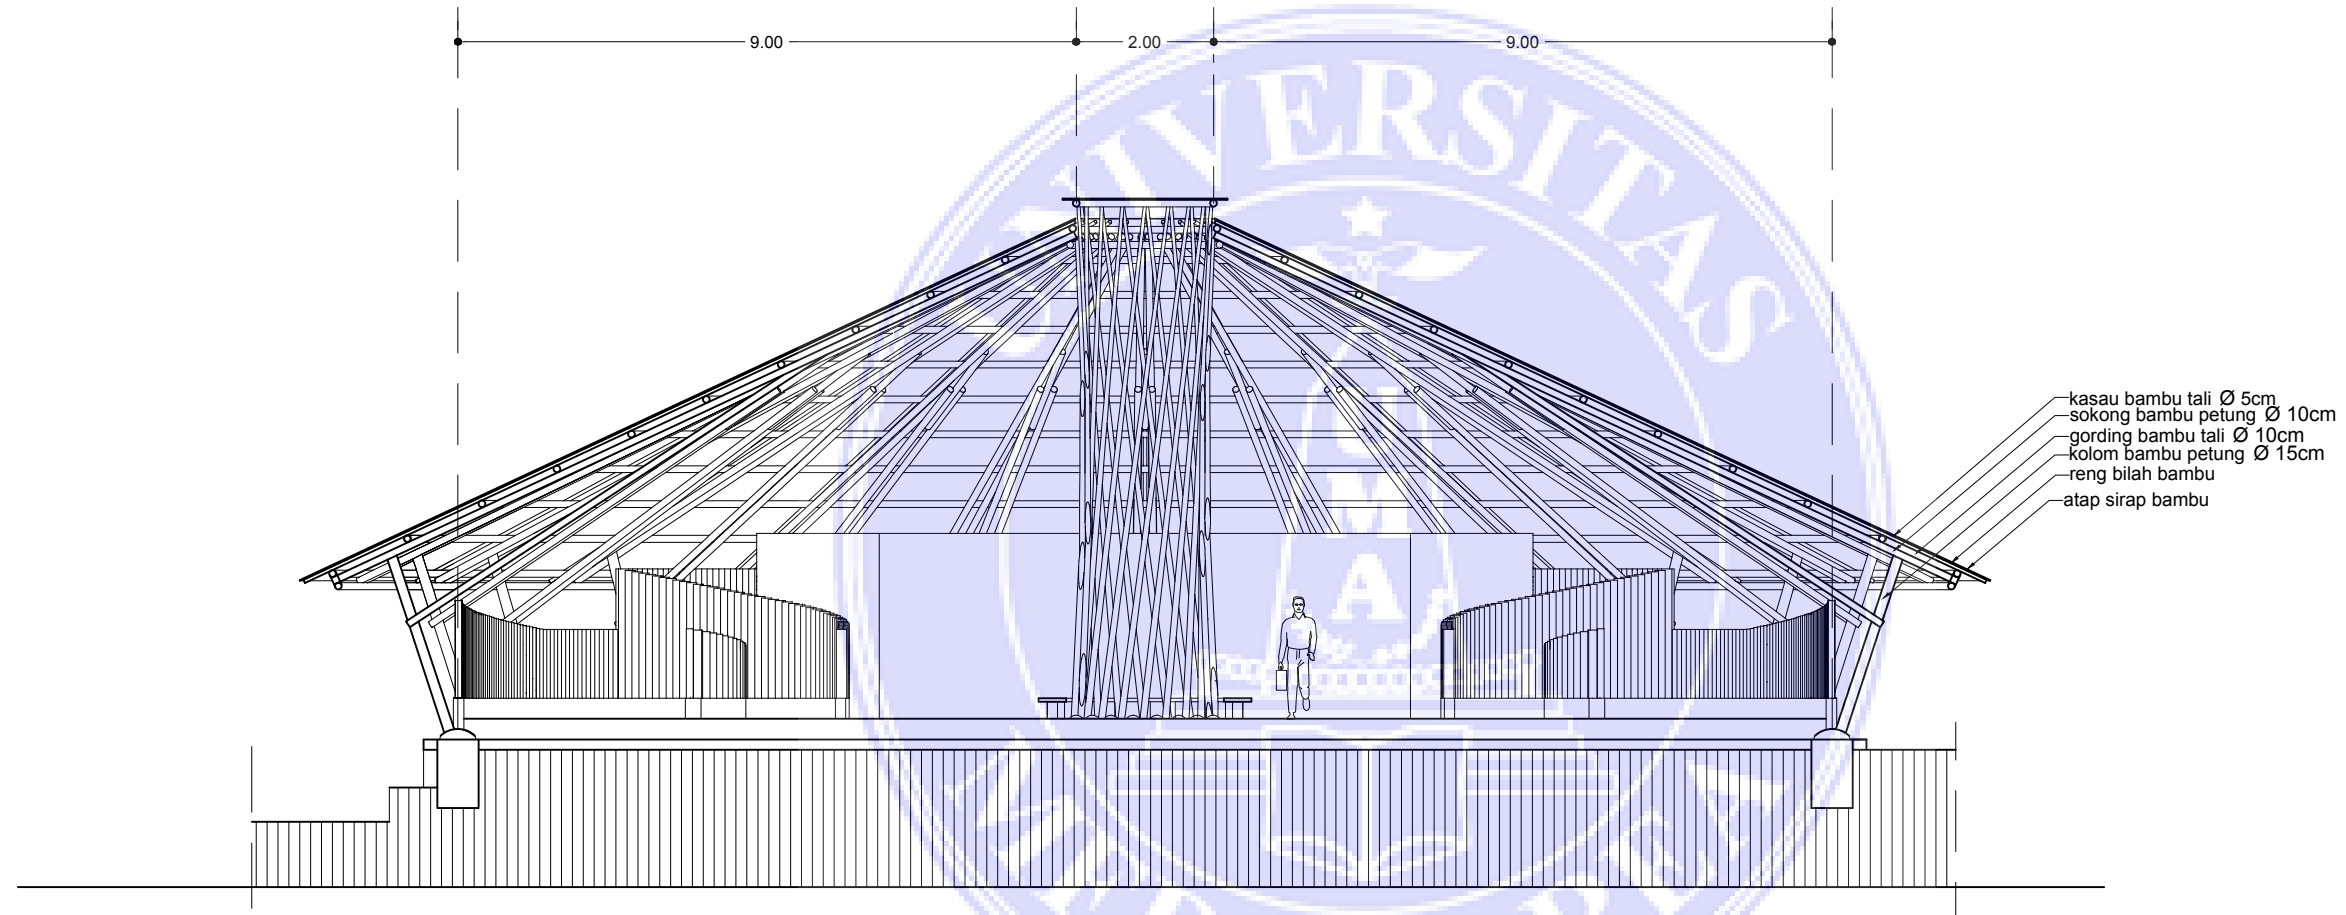 9.00
2.00
9.00
UNIVERSITAS
kasau bambu tali Ø 5cm
sokong bambu petung Ø 10cm
gording bambu tali Ø 10cm
kolom bambu petung Ø 15cm
reng bilah bambu
atap sirap bambu
U
M
A